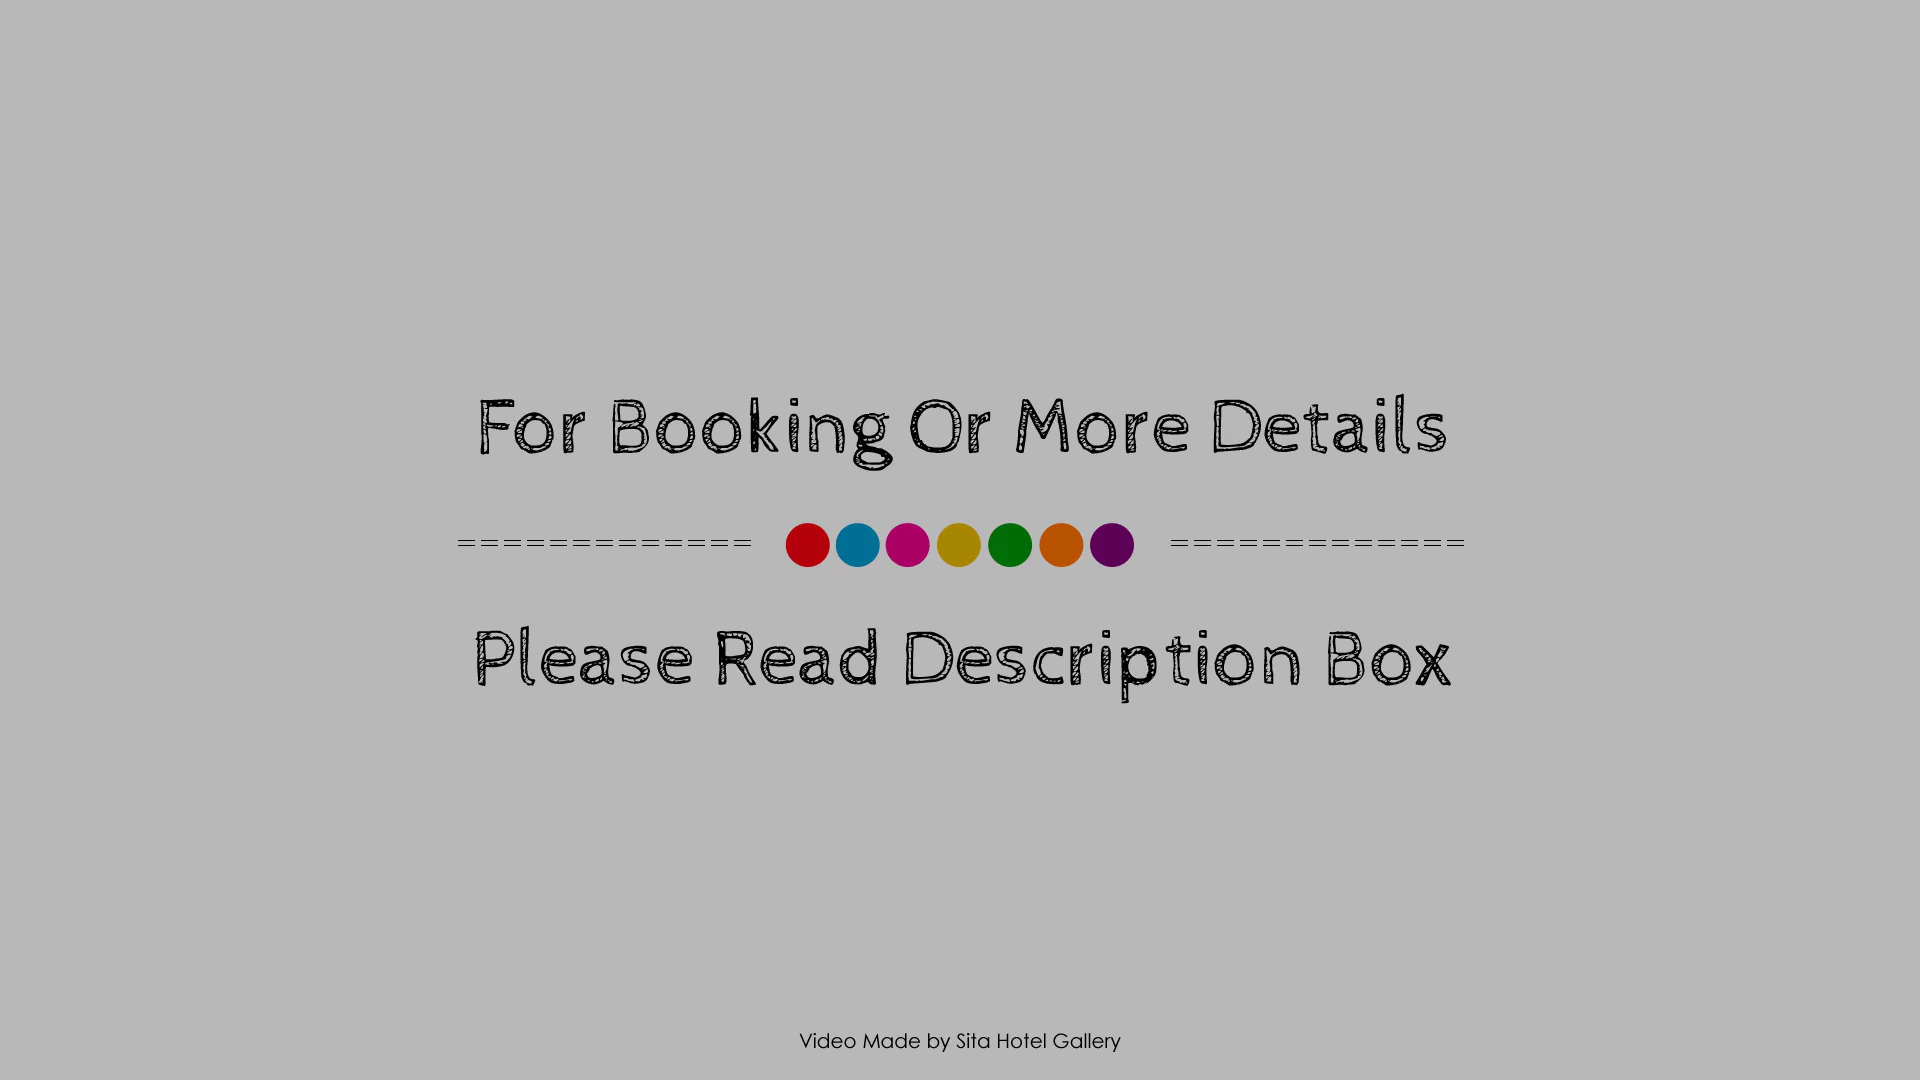 For Booking Or More Details
============= =============
Please Read Description Box
Video Made by Sita Hotel Gallery